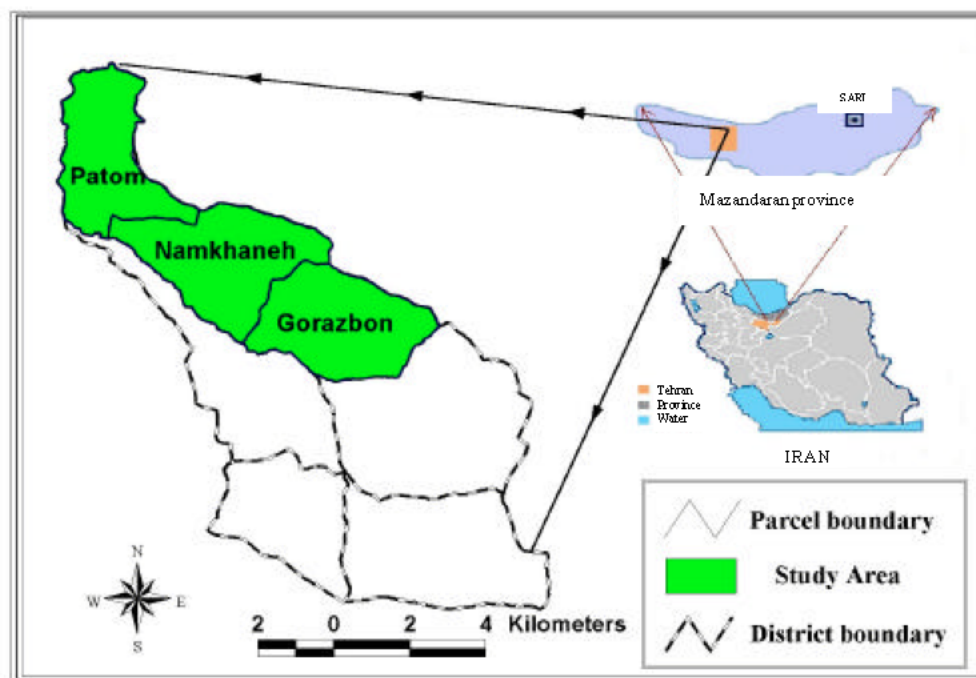 SARI
Patom
Mazandaran province
Namkhaneh
Gorazbon
Tehran
Province
Water
IRAN
Parcel boundary
Study Area
District boundary
N
W E
S
2 0 2 4 Kilometers